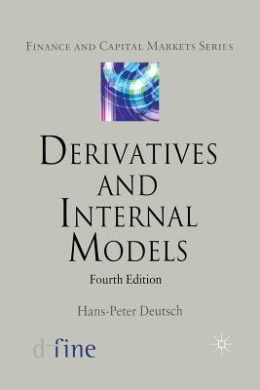 FINANCE AND CAPITAL MARKETS SERIES
DERIVATIVES
AND
INTERNAL
MODELS
Fourth Edition
Hans-Peter Deutsch
d-fine